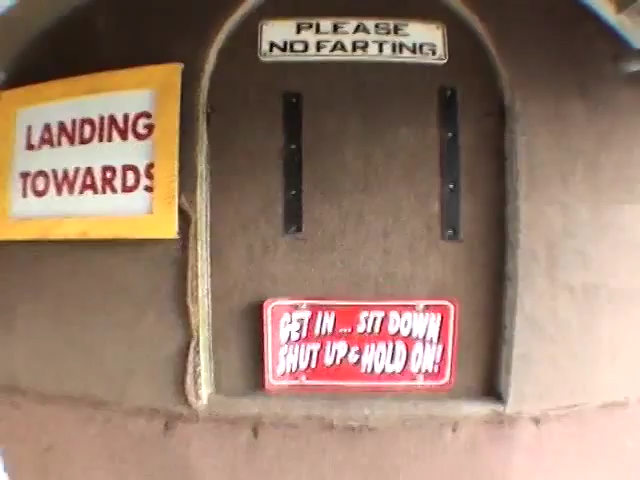 PLEASE
NO FARTING
LANDING
TOWARDS
GET IN ... SIT DOWN
SHUT UP & HOLD ON!